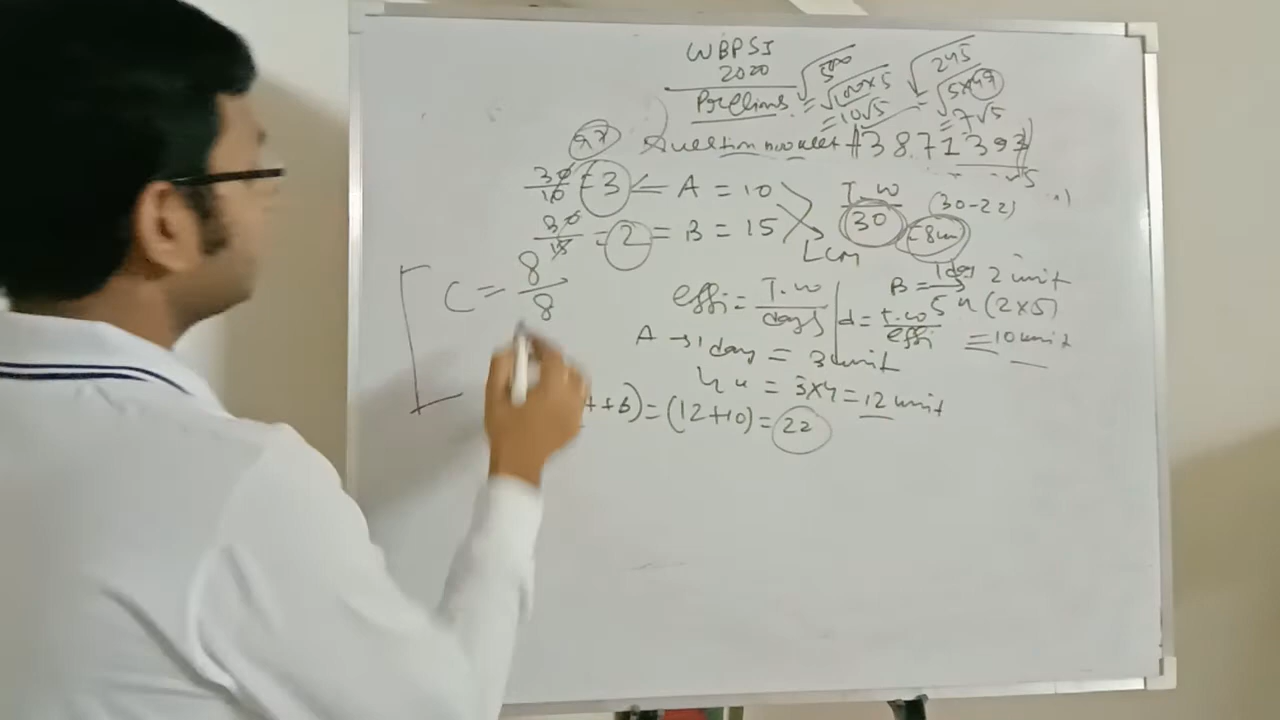 WBPSI
2020
Prelims
√500
= √100×5
= 10√5
√245
= √5×49
= 7√5
27 Question booklet #3871393
30/10 = 3 ⇐ A = 10
30/15 = 2 = B = 15
Lcm
T.W
30
(30-22)
= 8
C = 8/8
effi = T.W/days
d = T.W/effi
B = 1 day 2 unit
5 " (2×5)
= 10 unit
A → 1 day = 3 unit
4 " = 3×4 = 12 unit
+B) = (12+10) = 22